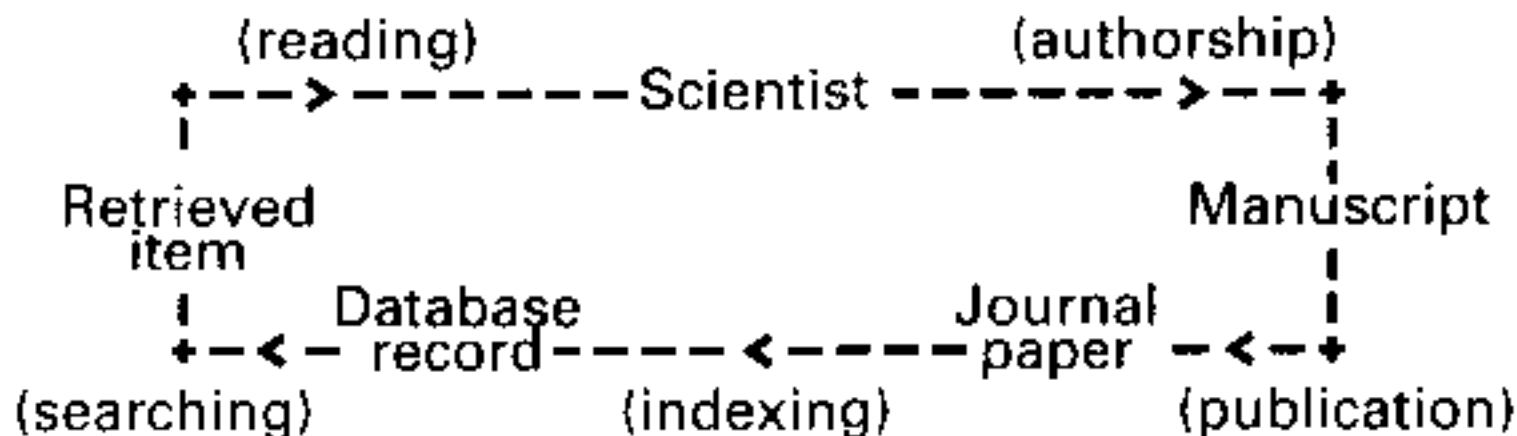 (reading) (authorship)
Scientist
Retrieved
item
Manuscript
Database
record
Journal
paper
(searching) (indexing) (publication)